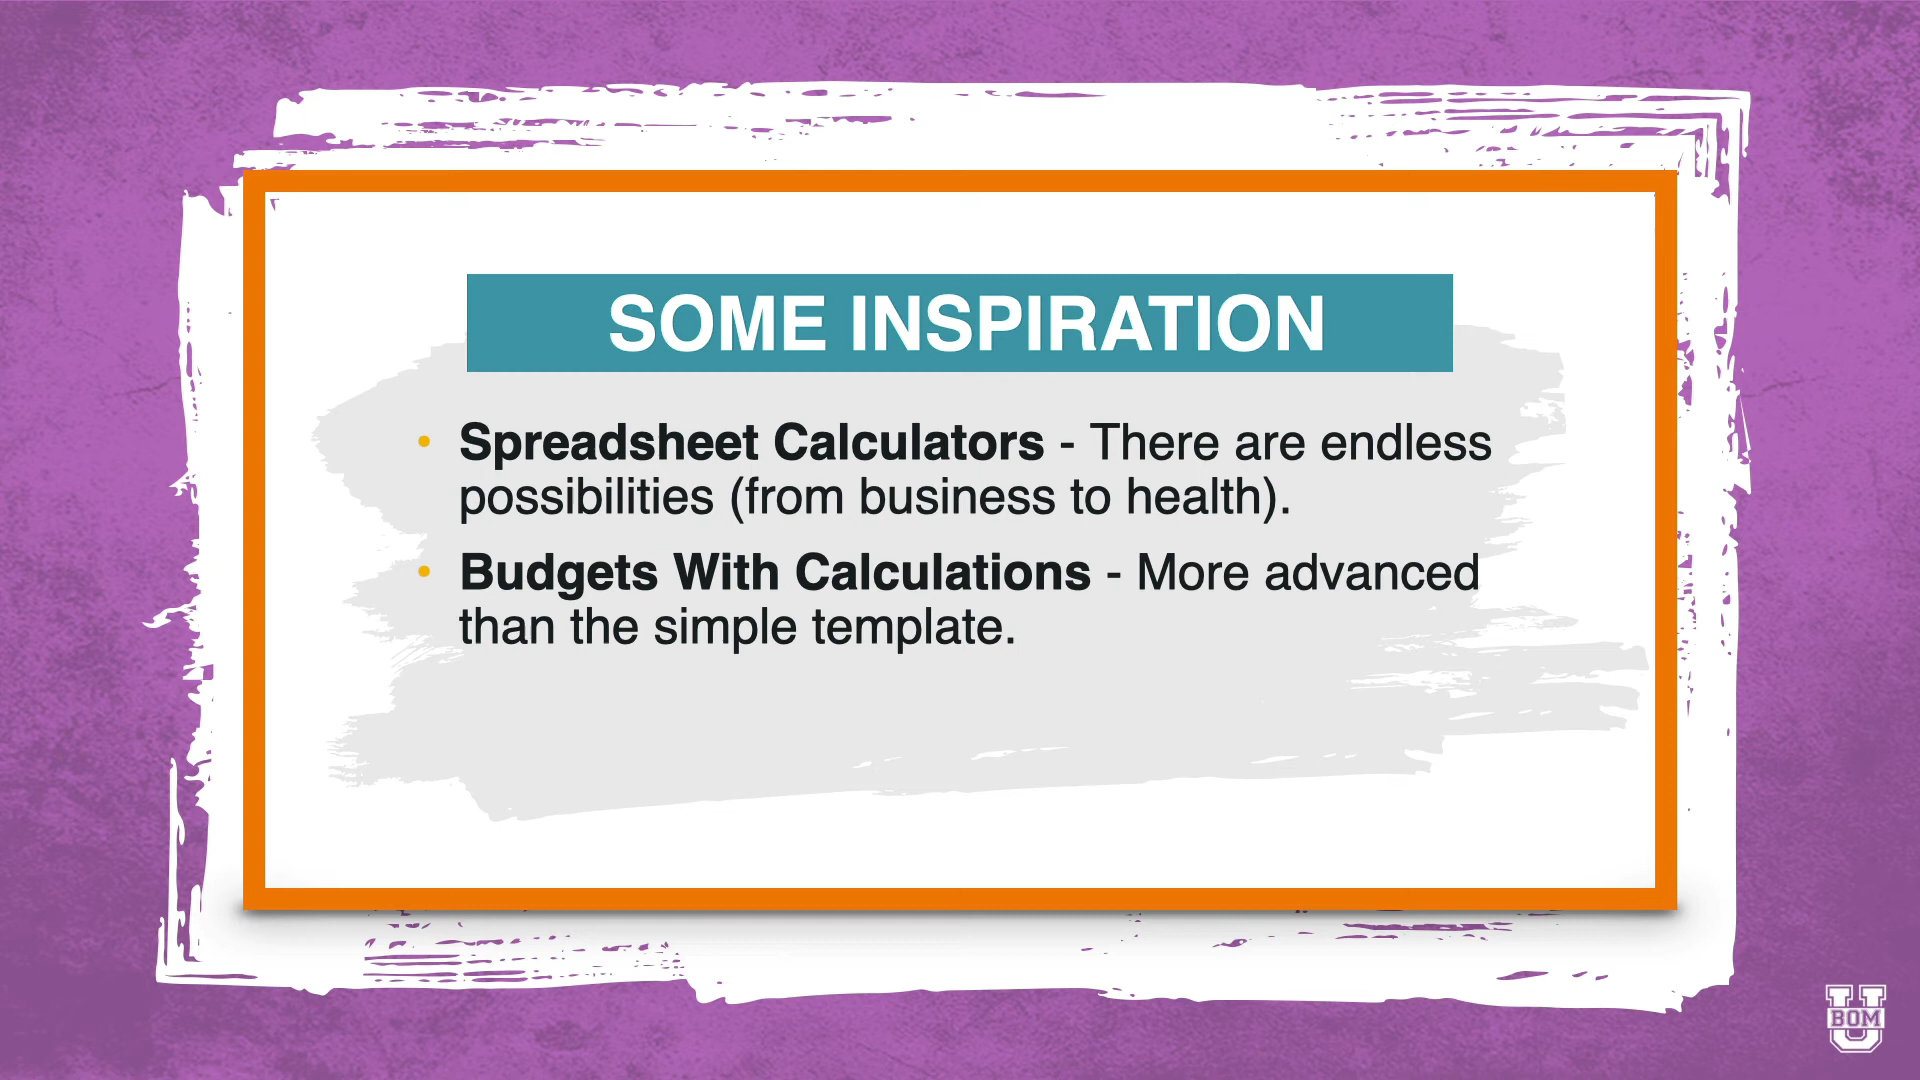 SOME INSPIRATION
• Spreadsheet Calculators - There are endless
possibilities (from business to health).
• Budgets With Calculations - More advanced
than the simple template.
U
BOM